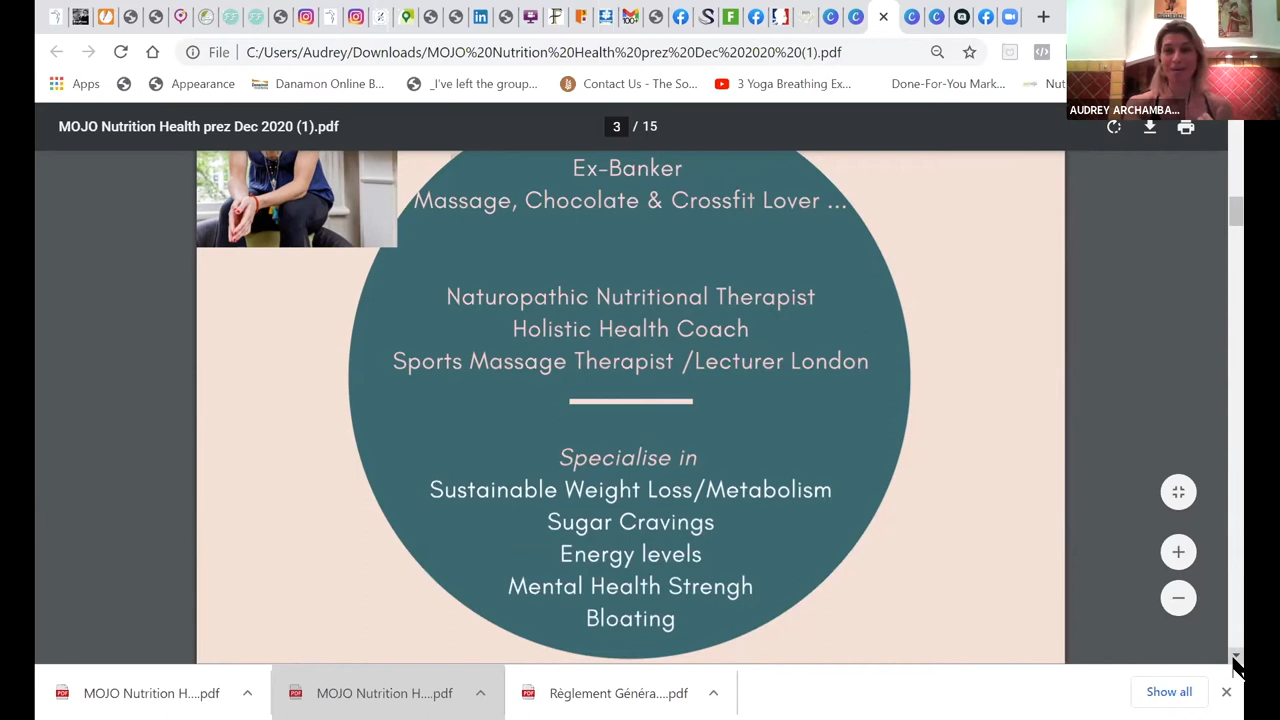 File
C:/Users/Audrey/Downloads/MOJO%20Nutrition%20Health%20prez%20Dec%202020%20(1).pdf
Apps
Appearance
Danamon Online B...
_I've left the group...
Contact Us - The So...
3 Yoga Breathing Ex...
Done-For-You Mark...
Nut
AUDREY ARCHAMBA...
MOJO Nutrition Health prez Dec 2020 (1).pdf
3 / 15
Ex-Banker
Massage, Chocolate & Crossfit Lover ...
Naturopathic Nutritional Therapist
Holistic Health Coach
Sports Massage Therapist /Lecturer London
Specialise in
Sustainable Weight Loss/Metabolism
Sugar Cravings
Energy levels
Mental Health Strengh
Bloating
MOJO Nutrition H....pdf
MOJO Nutrition H....pdf
Règlement Généra....pdf
Show all